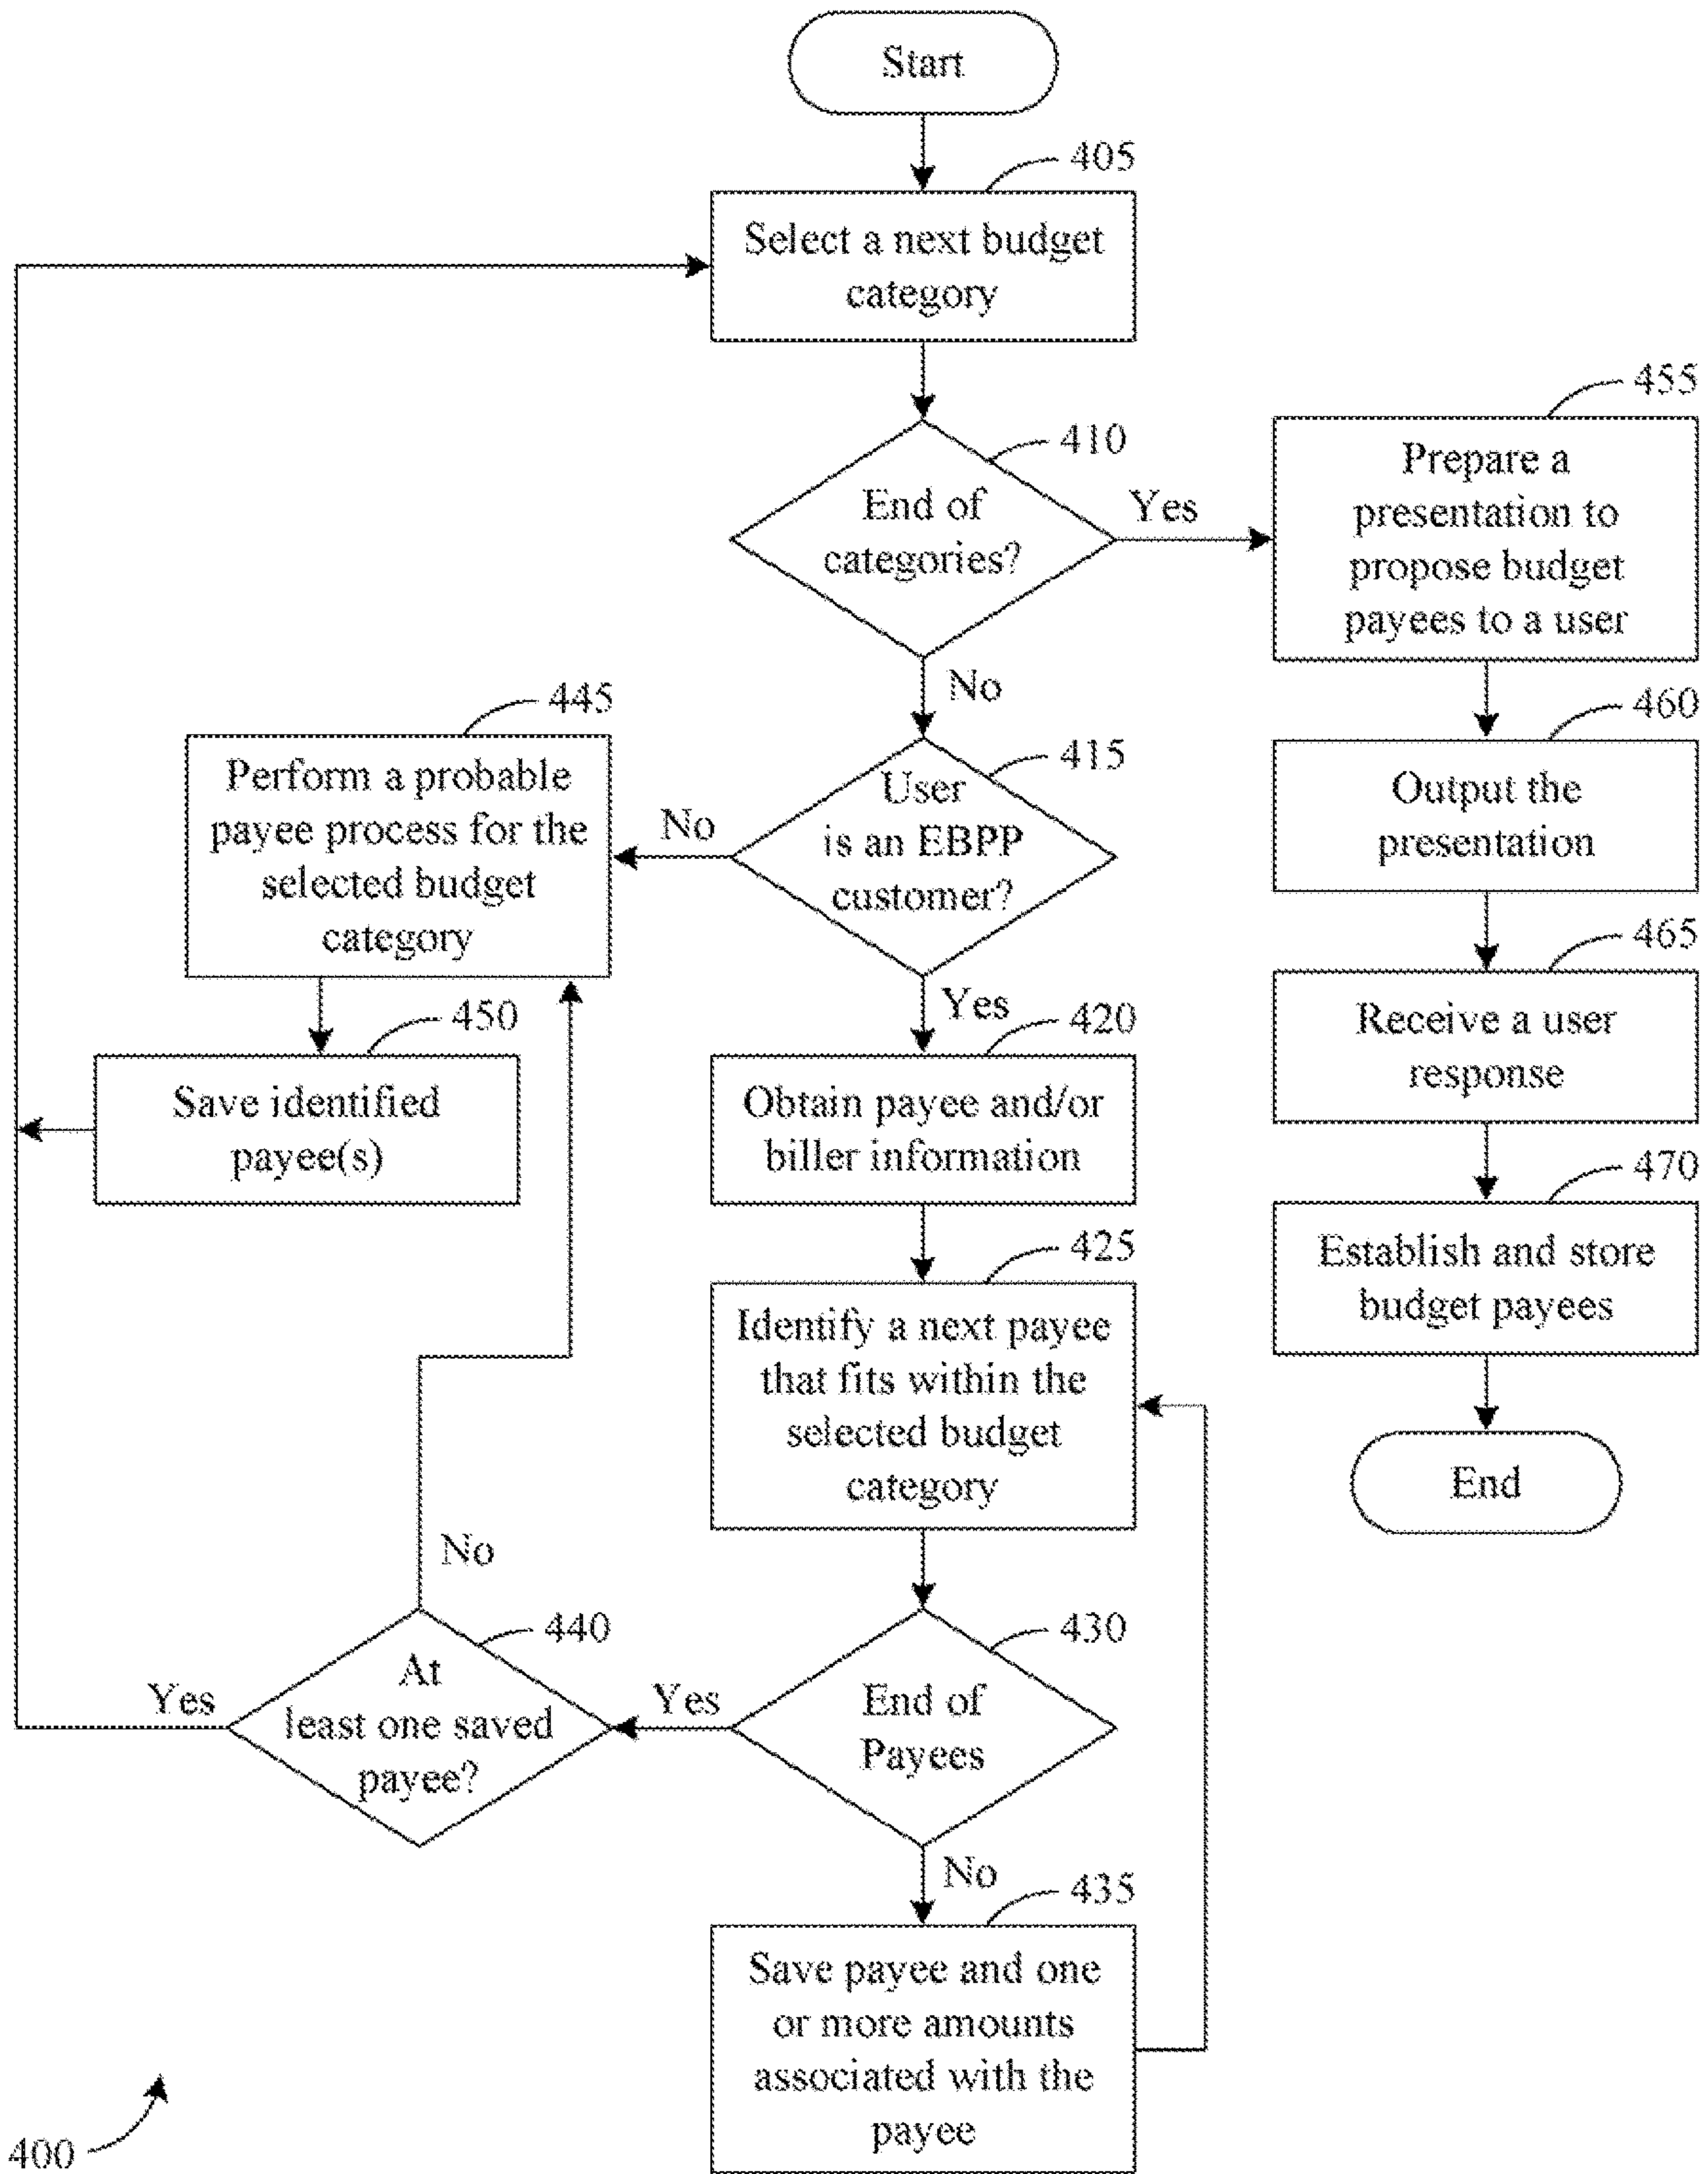 Start
405
Select a next budget
category
410
End of
categories?
Yes
No
455
Prepare a
presentation to
propose budget
payees to a user
460
Output the
presentation
465
Receive a user
response
470
Establish and store
budget payees
End
415
User
is an EBPP
customer?
No
Yes
445
Perform a probable
payee process for the
selected budget
category
450
Save identified
payee(s)
420
Obtain payee and/or
biller information
425
Identify a next payee
that fits within the
selected budget
category
430
End of
Payees
Yes
No
440
At
least one saved
payee?
Yes
No
435
Save payee and one
or more amounts
associated with the
payee
400